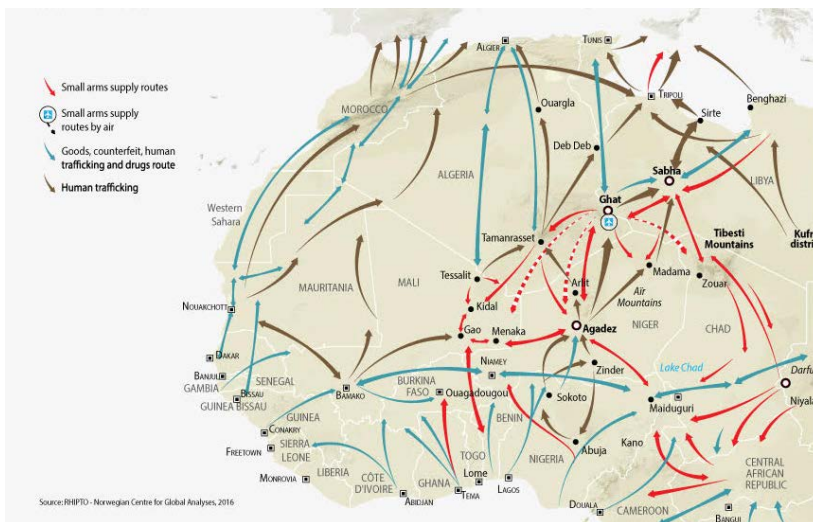 Small arms supply routes
Small arms supply
routes by air
Goods, counterfeit, human
trafficking and drugs route
Human trafficking
ALGIER
TUNIS
MOROCCO
Ouargla
TRIPOLI
Benghazi
Sirte
Deb Deb
Sabha
ALGERIA
LIBYA
Western
Sahara
Ghat
Tamanrasset
Tibesti
Mountains
Kufr
distri
Tessalit
Madama
Zouar
MAURITANIA
MALI
Arlit
Aïr
Mountains
NOUAKCHOTT
Kidal
Gao
Menaka
Agadez
NIGER
CHAD
DAKAR
NIAMEY
Zinder
Lake Chad
Darfu
BANJUL
GAMBIA
SENEGAL
BISSAU
GUINEA BISSAU
BAMAKO
BURKINA
FASO
Ouagadougou
Sokoto
Maiduguri
Niyala
BENIN
GUINEA
CONAKRY
Abuja
Kano
FREETOWN
SIERRA
LEONE
TOGO
NIGERIA
CENTRAL
AFRICAN
REPUBLIC
MONROVIA
LIBERIA
CÔTE
D'IVOIRE
GHANA
Lome
LAGOS
ABIDJAN
TEMA
DOUALA
CAMEROON
BANGUI
Source: RHIPTO - Norwegian Centre for Global Analyses, 2016